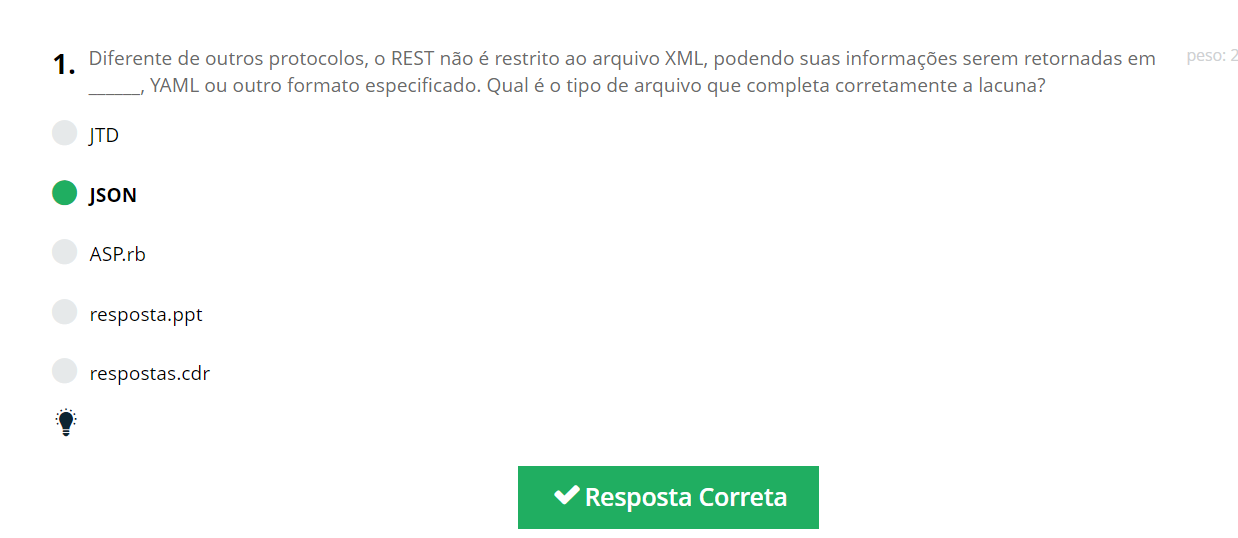 1. Diferente de outros protocolos, o REST não é restrito ao arquivo XML, podendo suas informações serem retornadas em peso: 2
______, YAML ou outro formato especificado. Qual é o tipo de arquivo que completa corretamente a lacuna?
JTD
JSON
ASP.rb
resposta.ppt
respostas.cdr
Resposta Correta